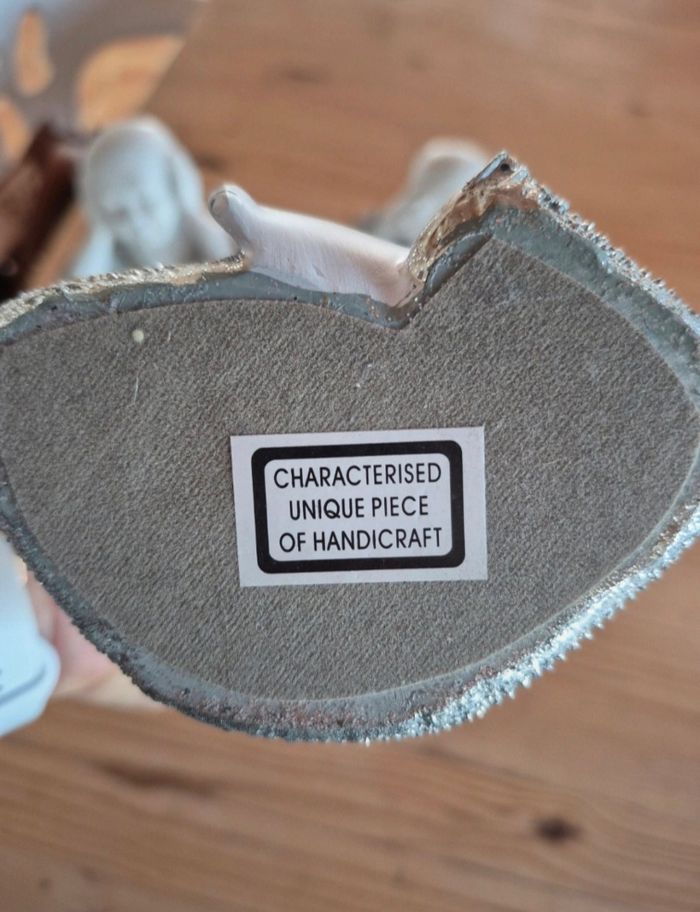 CHARACTERISED
UNIQUE PIECE
OF HANDICRAFT